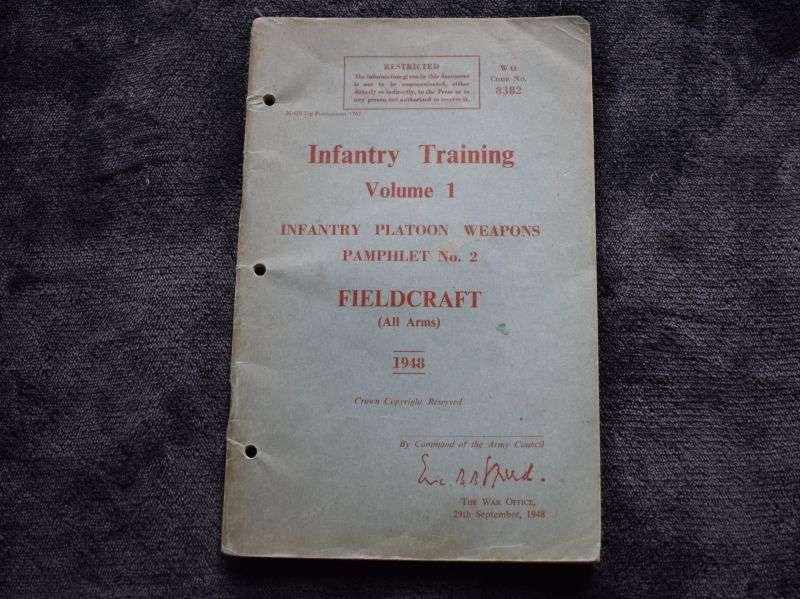 RESTRICTED
The information given in this document
is not to be communicated, either
directly or indirectly, to the Press or to
any person not authorized to receive it.
W O
CODE No.
8382
Infantry Training
Volume 1
INFANTRY PLATOON WEAPONS
PAMPHLET No. 2
FIELDCRAFT
(All Arms)
1948
Crown Copyright Reserved
By Command of the Army Council
THE WAR OFFICE,
29th September, 1948